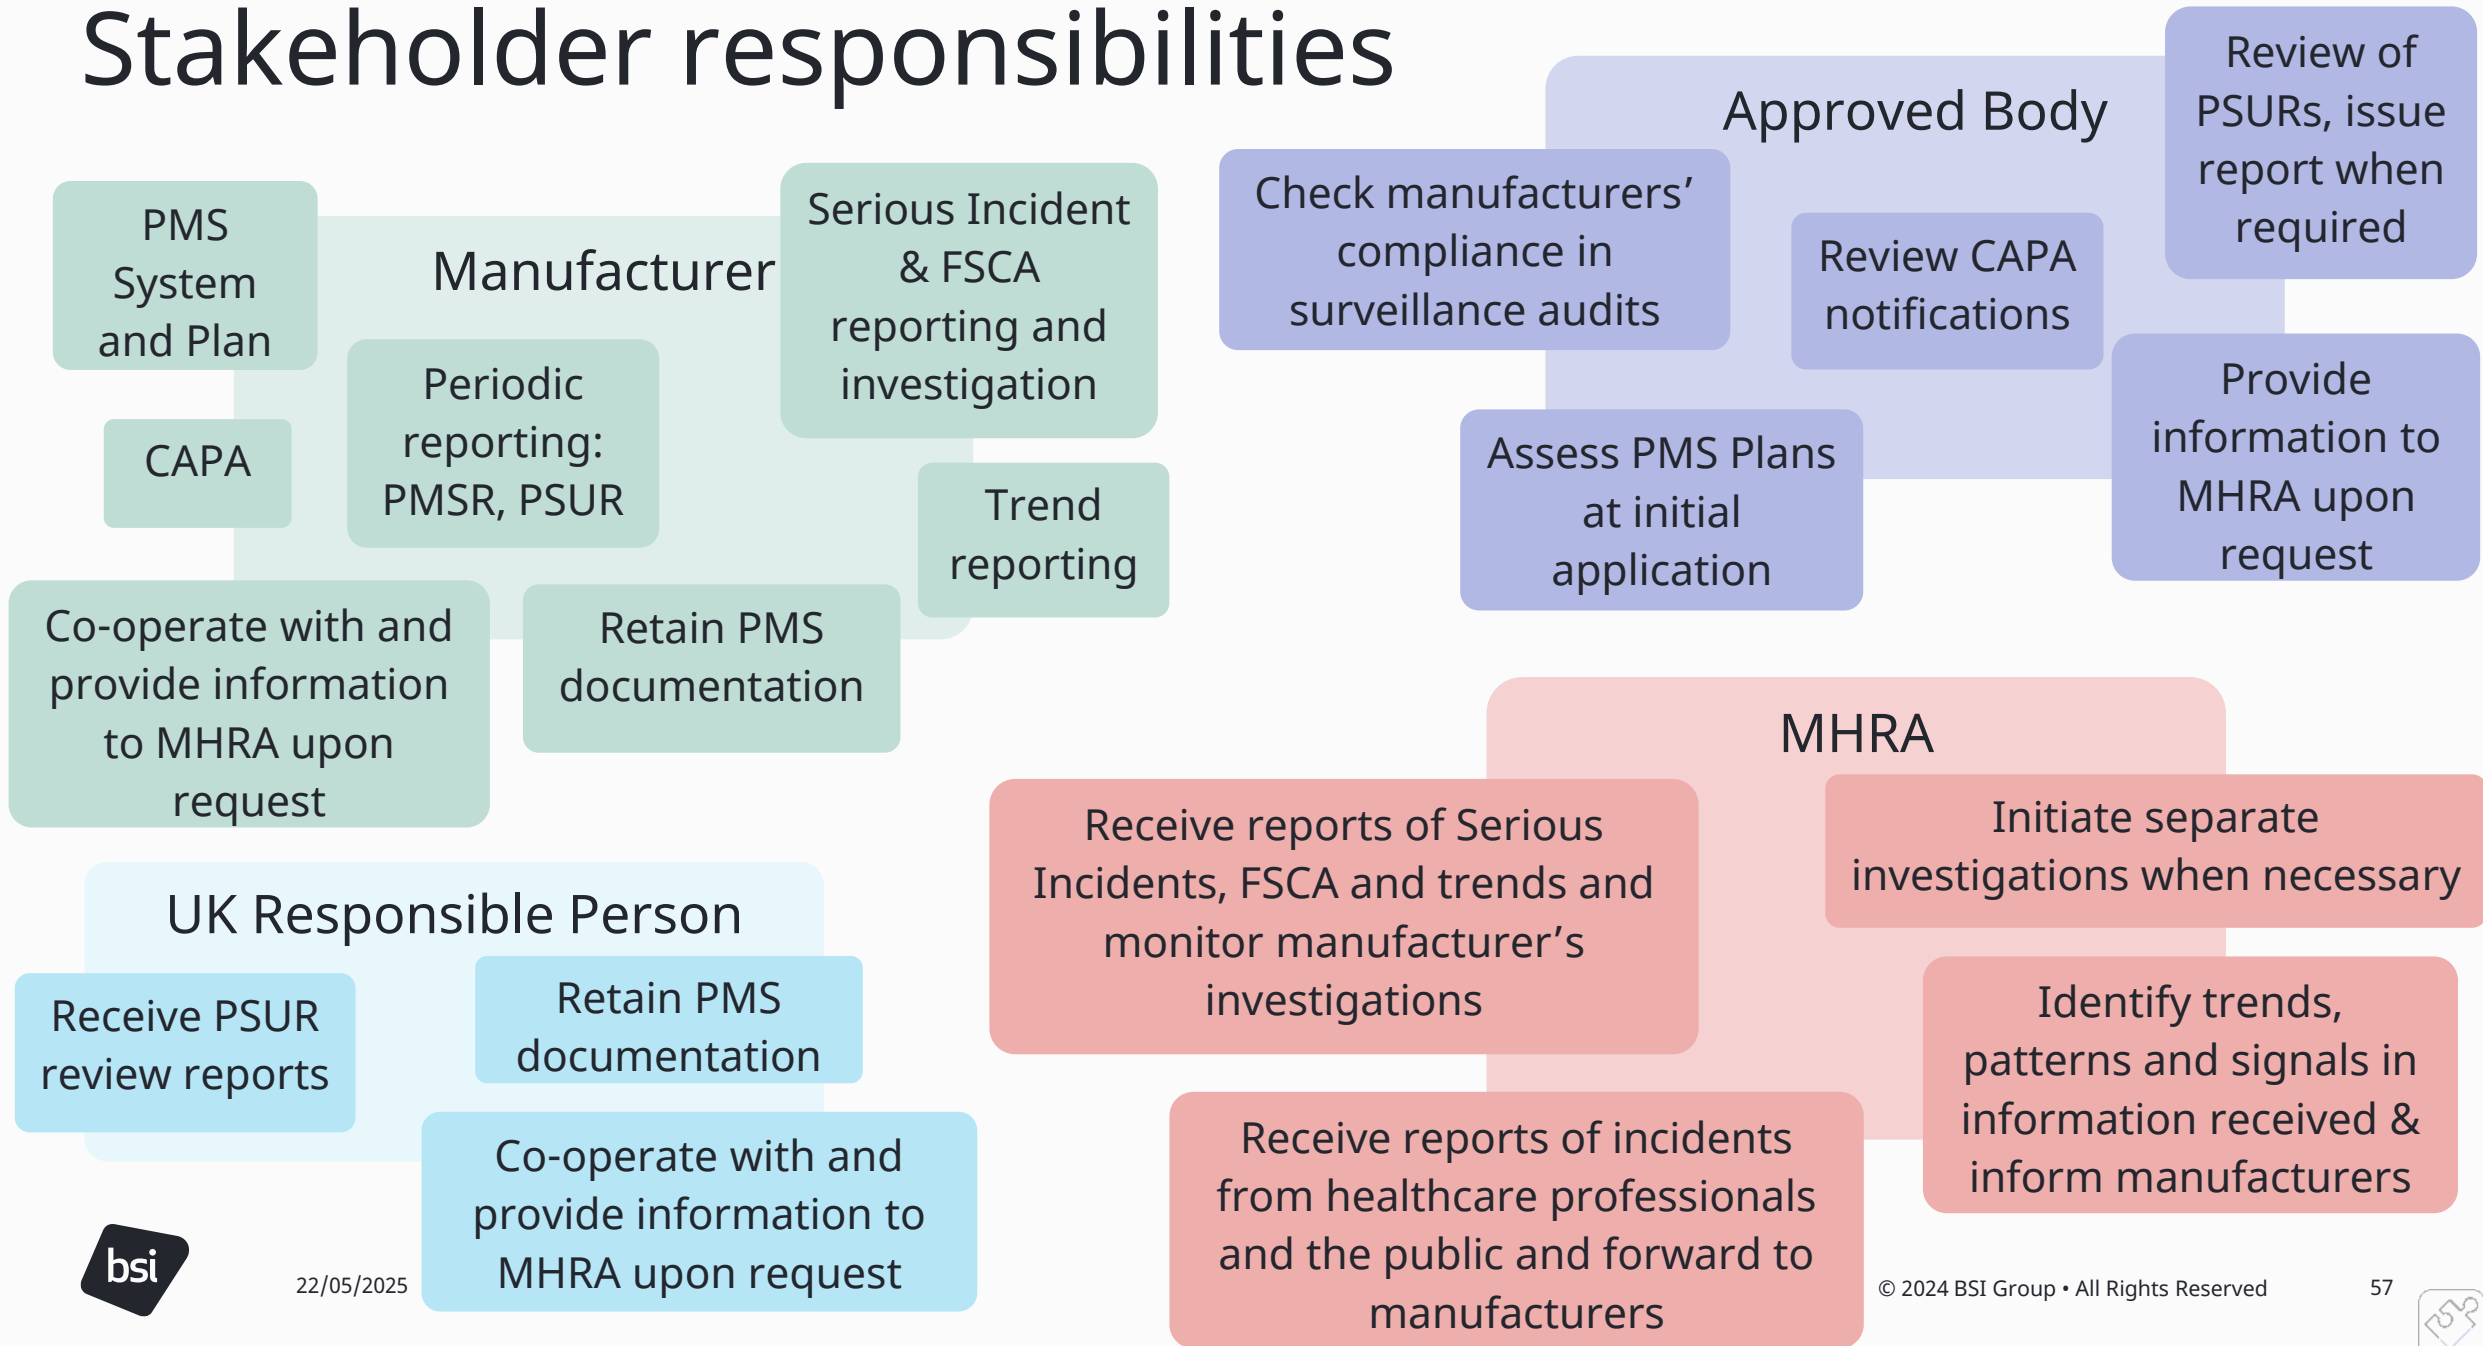 Stakeholder responsibilities
Manufacturer
PMS
System
and Plan
Serious Incident
& FSCA
reporting and
investigation
Periodic
reporting:
PMSR, PSUR
CAPA
Trend
reporting
Co-operate with and
provide information
to MHRA upon
request
Retain PMS
documentation
Approved Body
Check manufacturers’
compliance in
surveillance audits
Review CAPA
notifications
Review of
PSURs, issue
report when
required
Assess PMS Plans
at initial
application
Provide
information to
MHRA upon
request
UK Responsible Person
Receive PSUR
review reports
Retain PMS
documentation
Co-operate with and
provide information to
MHRA upon request
MHRA
Receive reports of Serious
Incidents, FSCA and trends and
monitor manufacturer’s
investigations
Initiate separate
investigations when necessary
Identify trends,
patterns and signals in
information received &
inform manufacturers
Receive reports of incidents
from healthcare professionals
and the public and forward to
manufacturers
bsi
22/05/2025
© 2024 BSI Group • All Rights Reserved
57